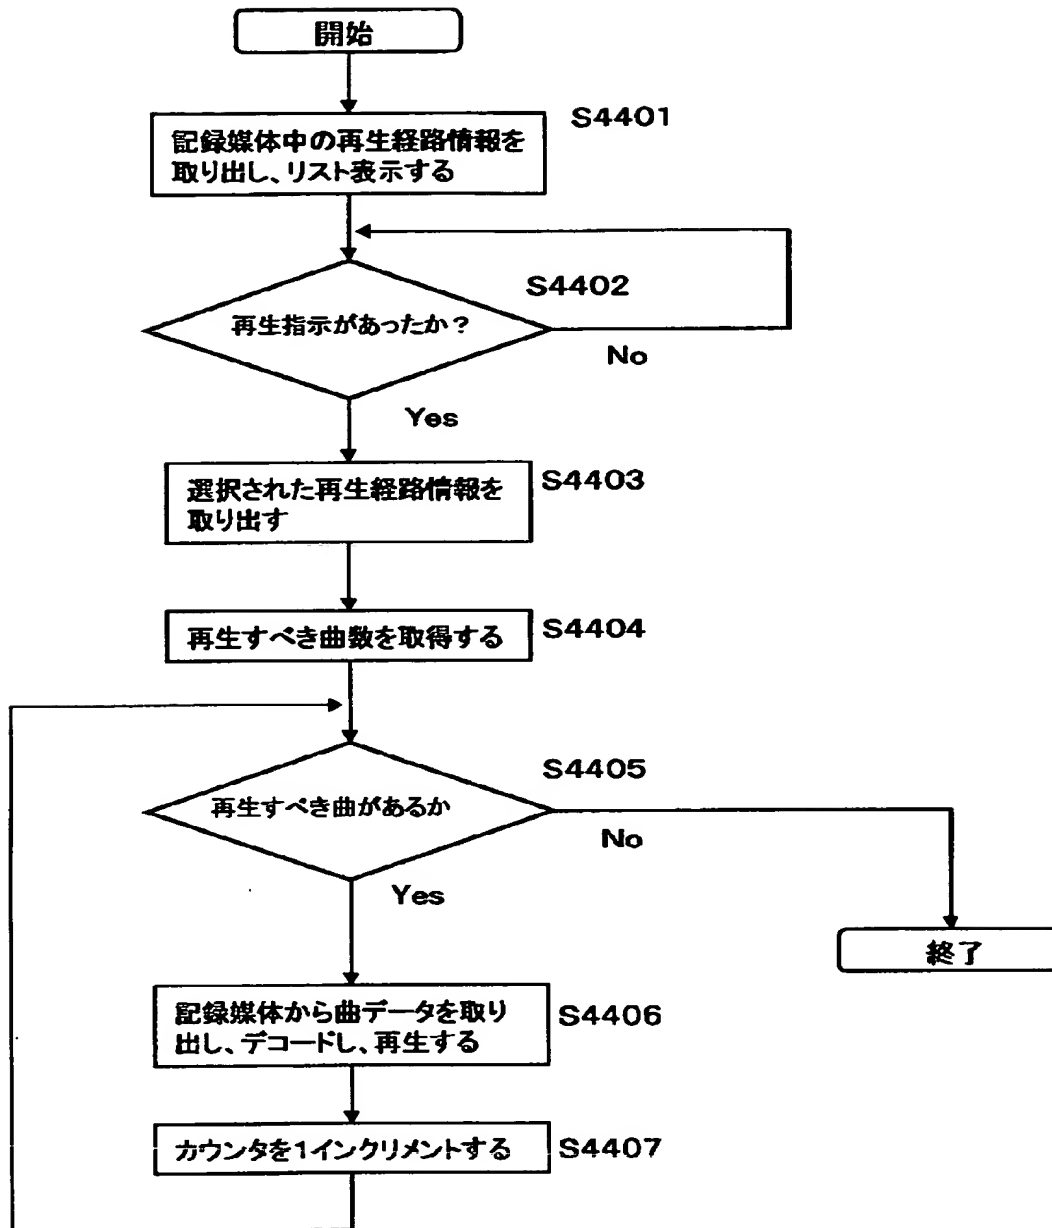 開始
S4401
記録媒体中の再生経路情報を
取り出し、リスト表示する
S4402
再生指示があったか？
No
Yes
選択された再生経路情報を
取り出す
S4403
再生すべき曲数を取得する
S4404
S4405
再生すべき曲があるか
No
Yes
終了
記録媒体から曲データを取り
出し、デコードし、再生する
S4406
カウンタを1インクリメントする
S4407